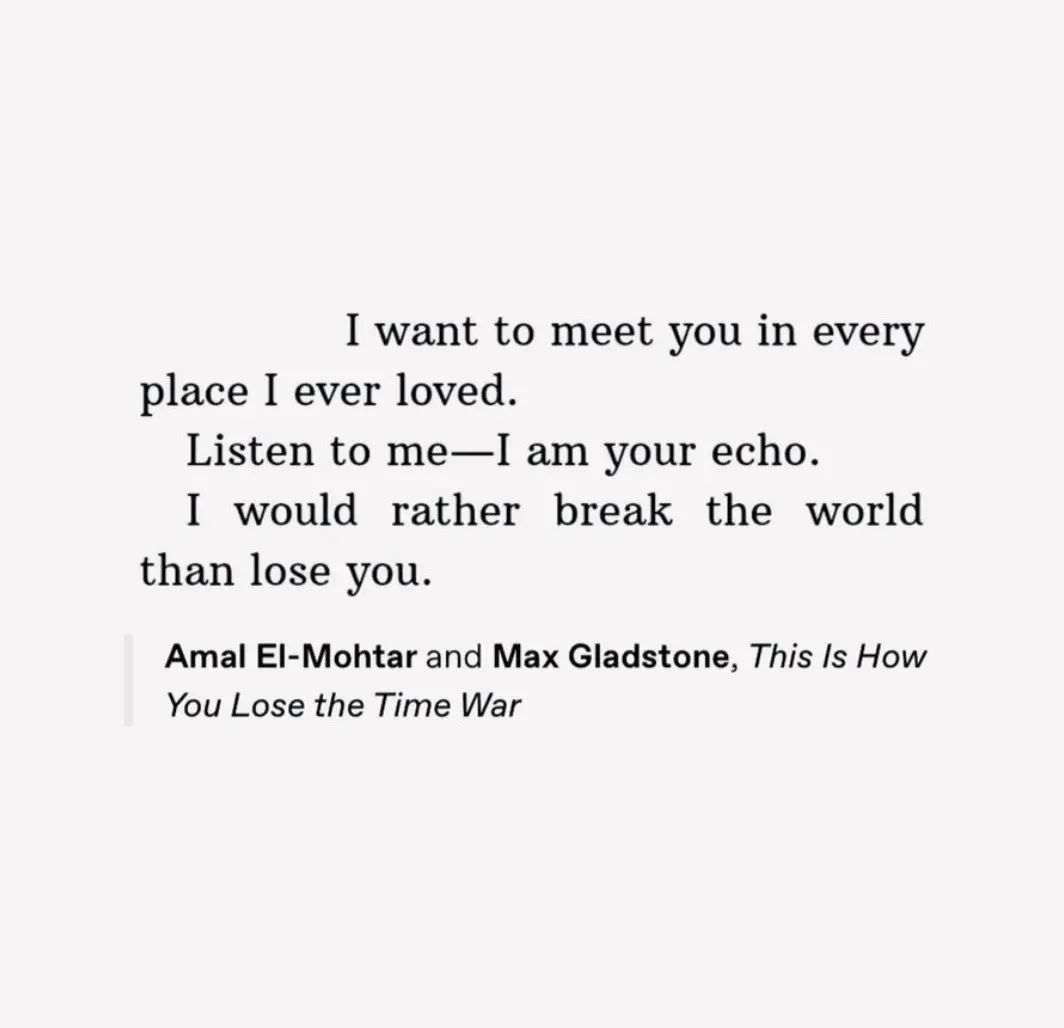 I want to meet you in every
place I ever loved.
Listen to me—I am your echo.
I would rather break the world
than lose you.
Amal El-Mohtar and Max Gladstone, This Is How
You Lose the Time War